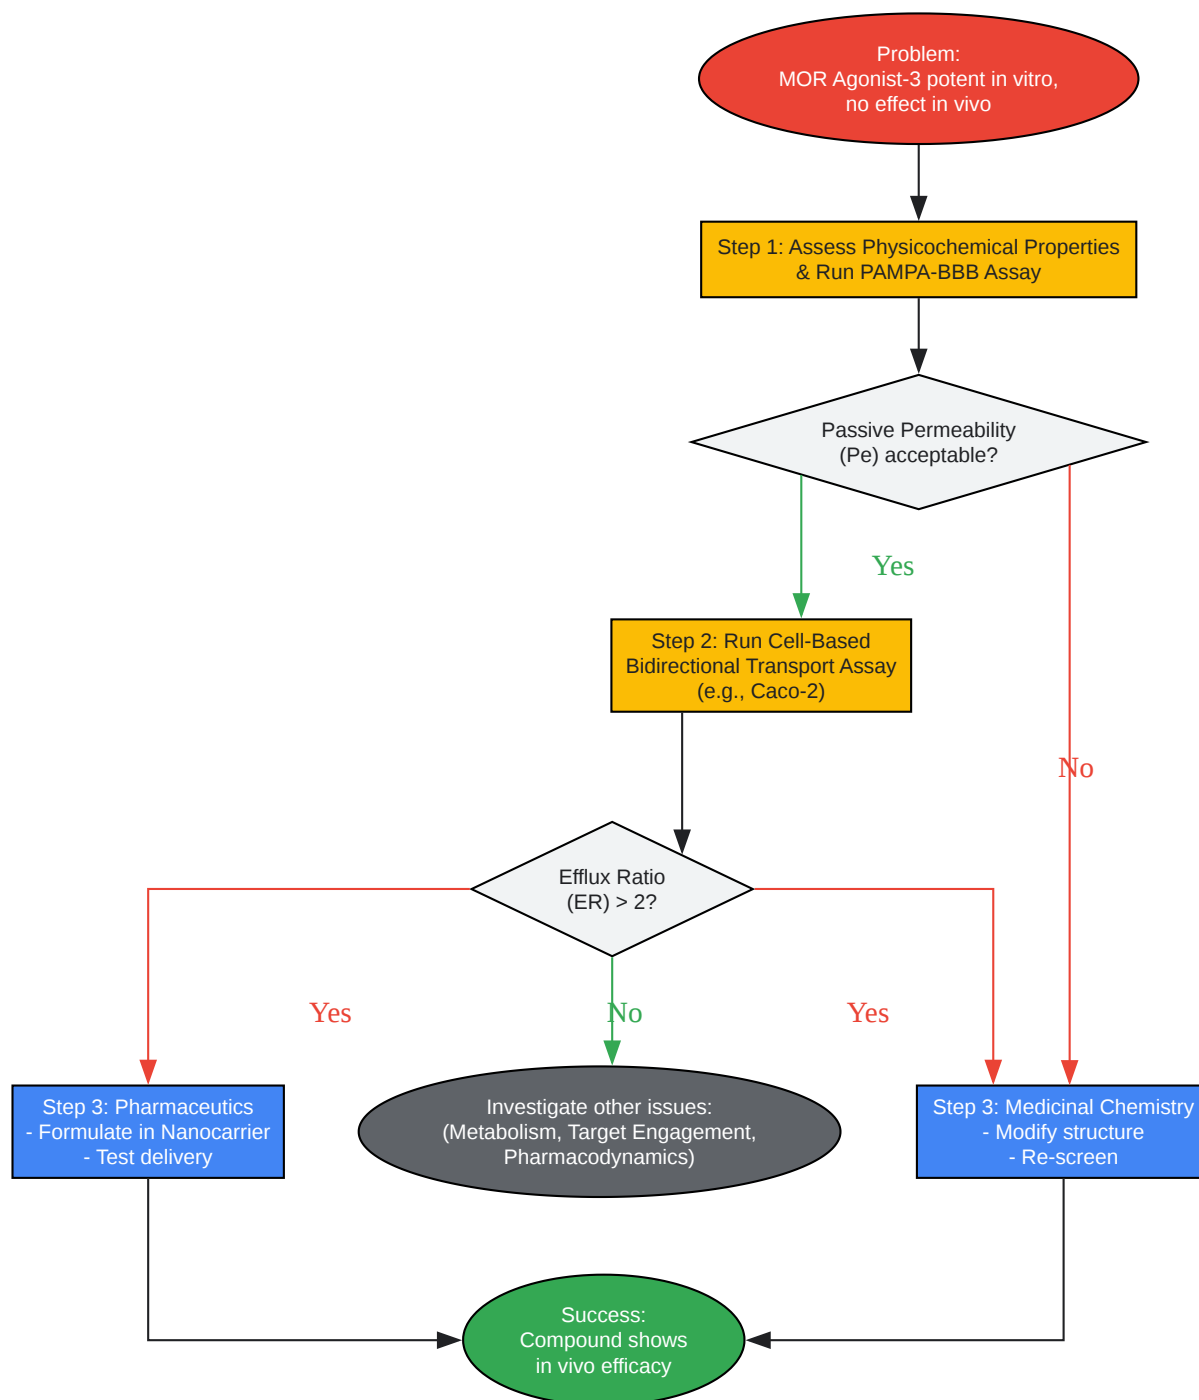 Problem:
MOR Agonist-3 potent in vitro,
no effect in vivo
Step 1: Assess Physicochemical Properties
& Run PAMPA-BBB Assay
Passive Permeability
(Pe) acceptable?
Yes
Step 2: Run Cell-Based
Bidirectional Transport Assay
(e.g., Caco-2)
No
Efflux Ratio
(ER) > 2?
Yes
No
Yes
Step 3: Pharmaceutics
- Formulate in Nanocarrier
- Test delivery
Investigate other issues:
(Metabolism, Target Engagement,
Pharmacodynamics)
Step 3: Medicinal Chemistry
- Modify structure
- Re-screen
Success:
Compound shows
in vivo efficacy